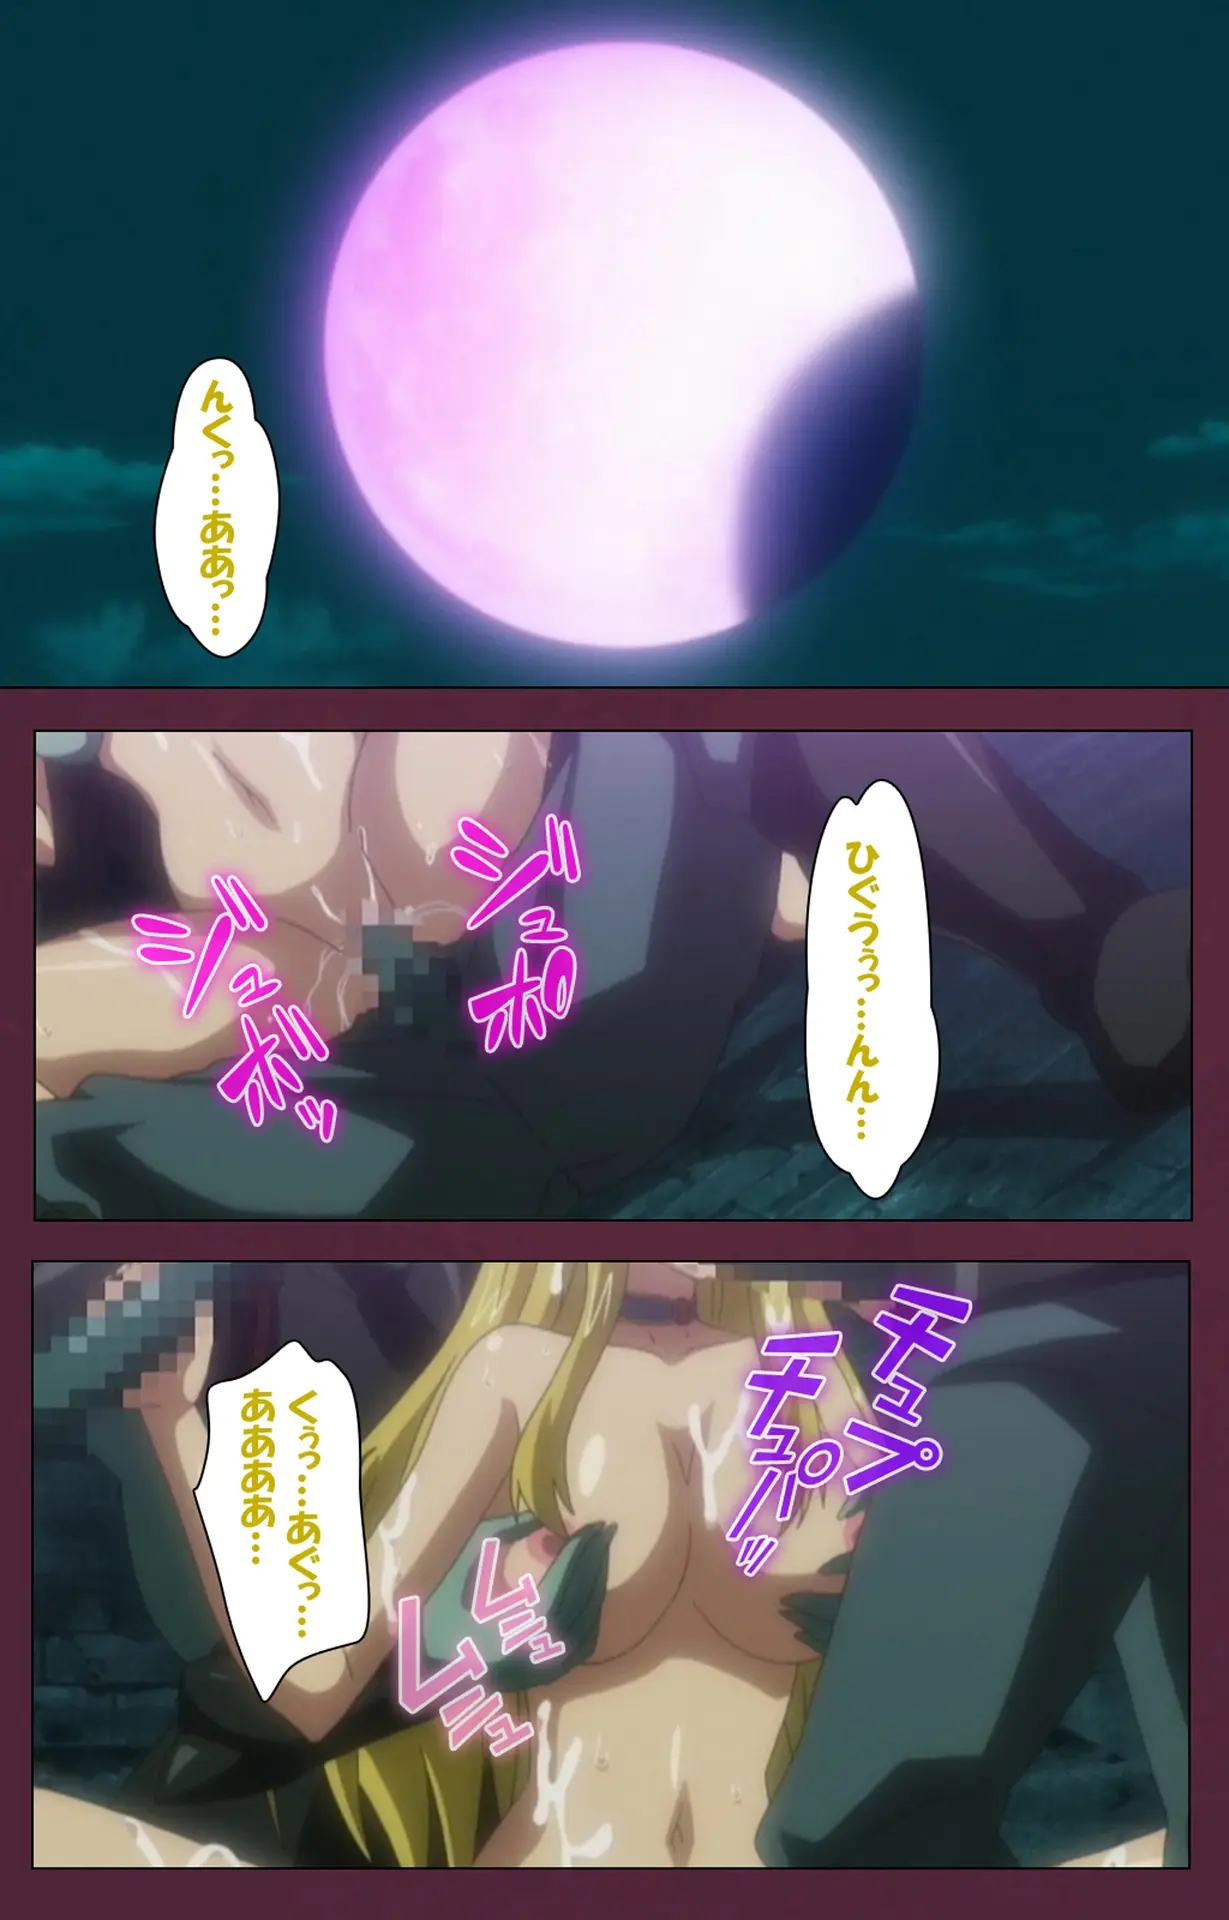 んくっ…ああっ…
ひぐうぅっ…んん…
ジュポ
ジュボッ
チュプ
チュパッ
くぅっ…あぐっ…
ああああ…
ムニュ
ムニュ